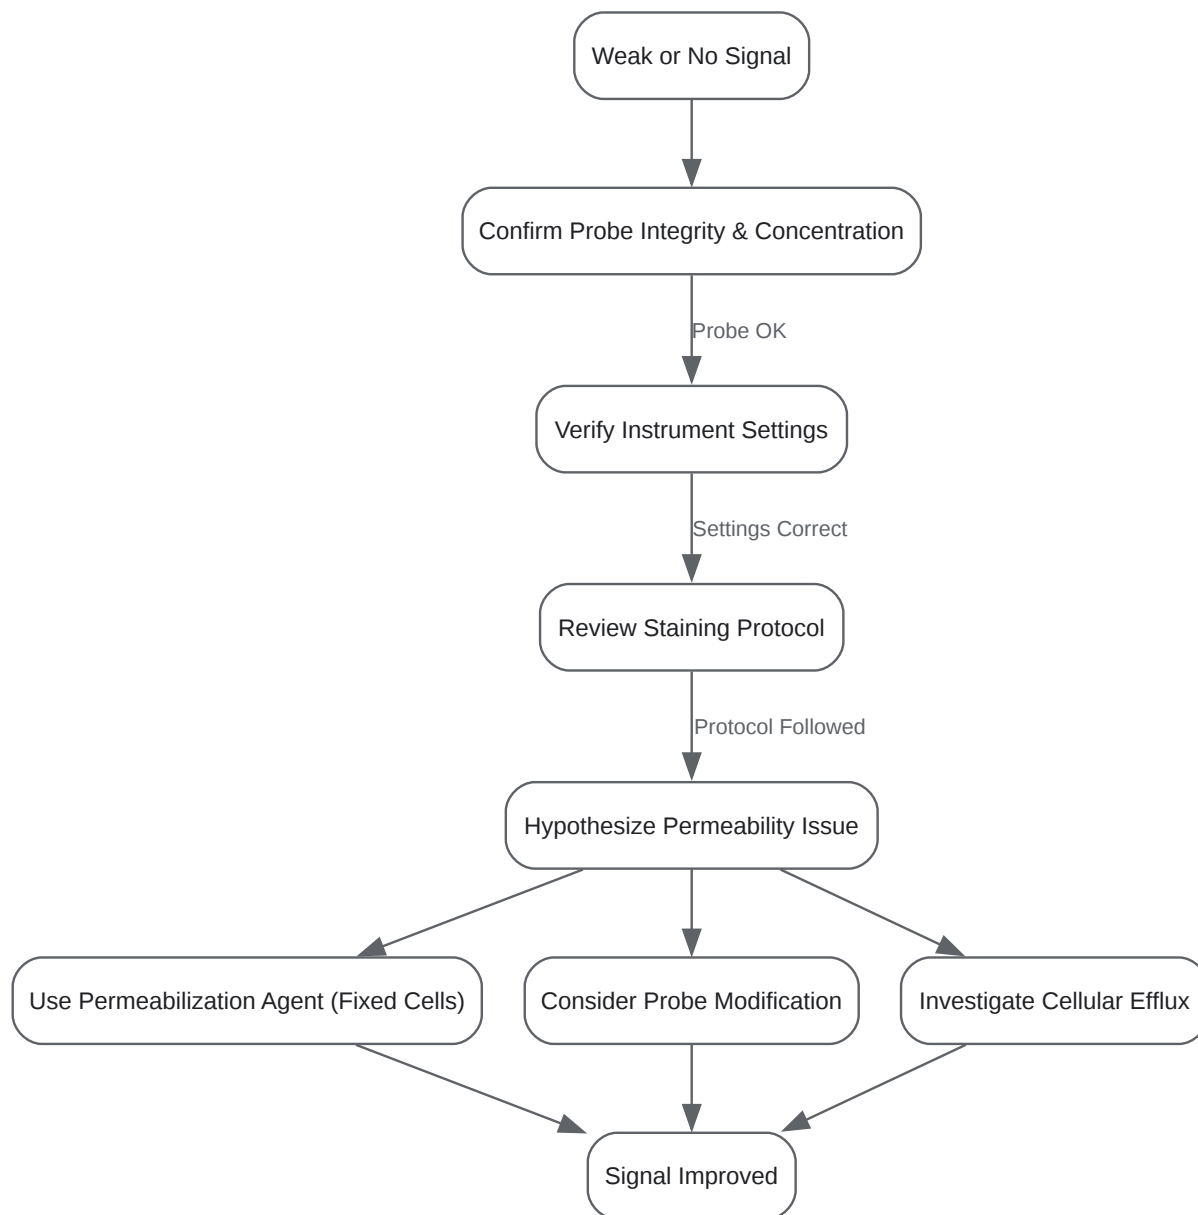 Weak or No Signal
Confirm Probe Integrity & Concentration
Probe OK
Verify Instrument Settings
Settings Correct
Review Staining Protocol
Protocol Followed
Hypothesize Permeability Issue
Use Permeabilization Agent (Fixed Cells)
Consider Probe Modification
Investigate Cellular Efflux
Signal Improved